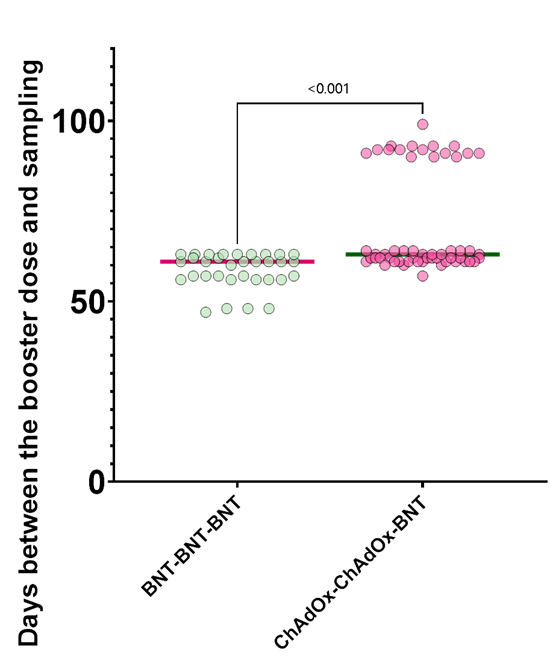 Days between the booster dose and sampling
<0.001
100
50
0
BNT-BNT-BNT
ChAdOx-ChAdOx-BNT